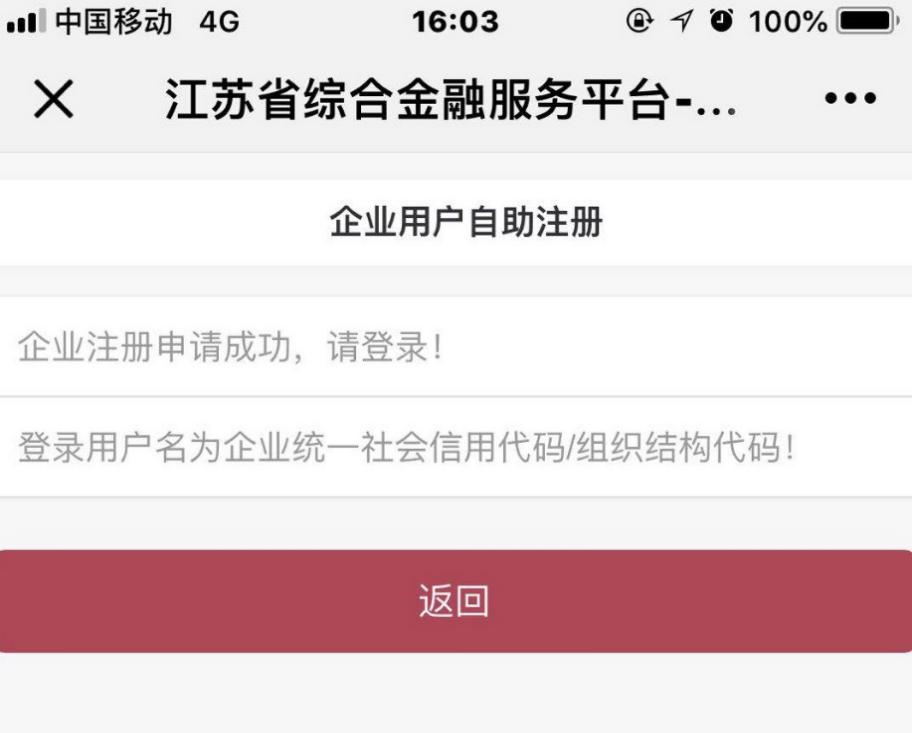 中国移动 4G 16:03 100%
江苏省综合金融服务平台-...
企业用户自助注册
企业注册申请成功，请登录！
登录用户名为企业统一社会信用代码/组织结构代码！
返回